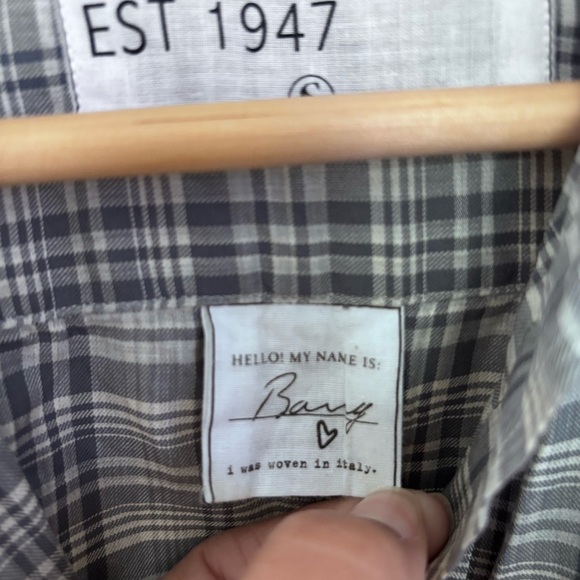 EST 1947
S
HELLO! MY NAME IS:
Barry
i was woven in italy.